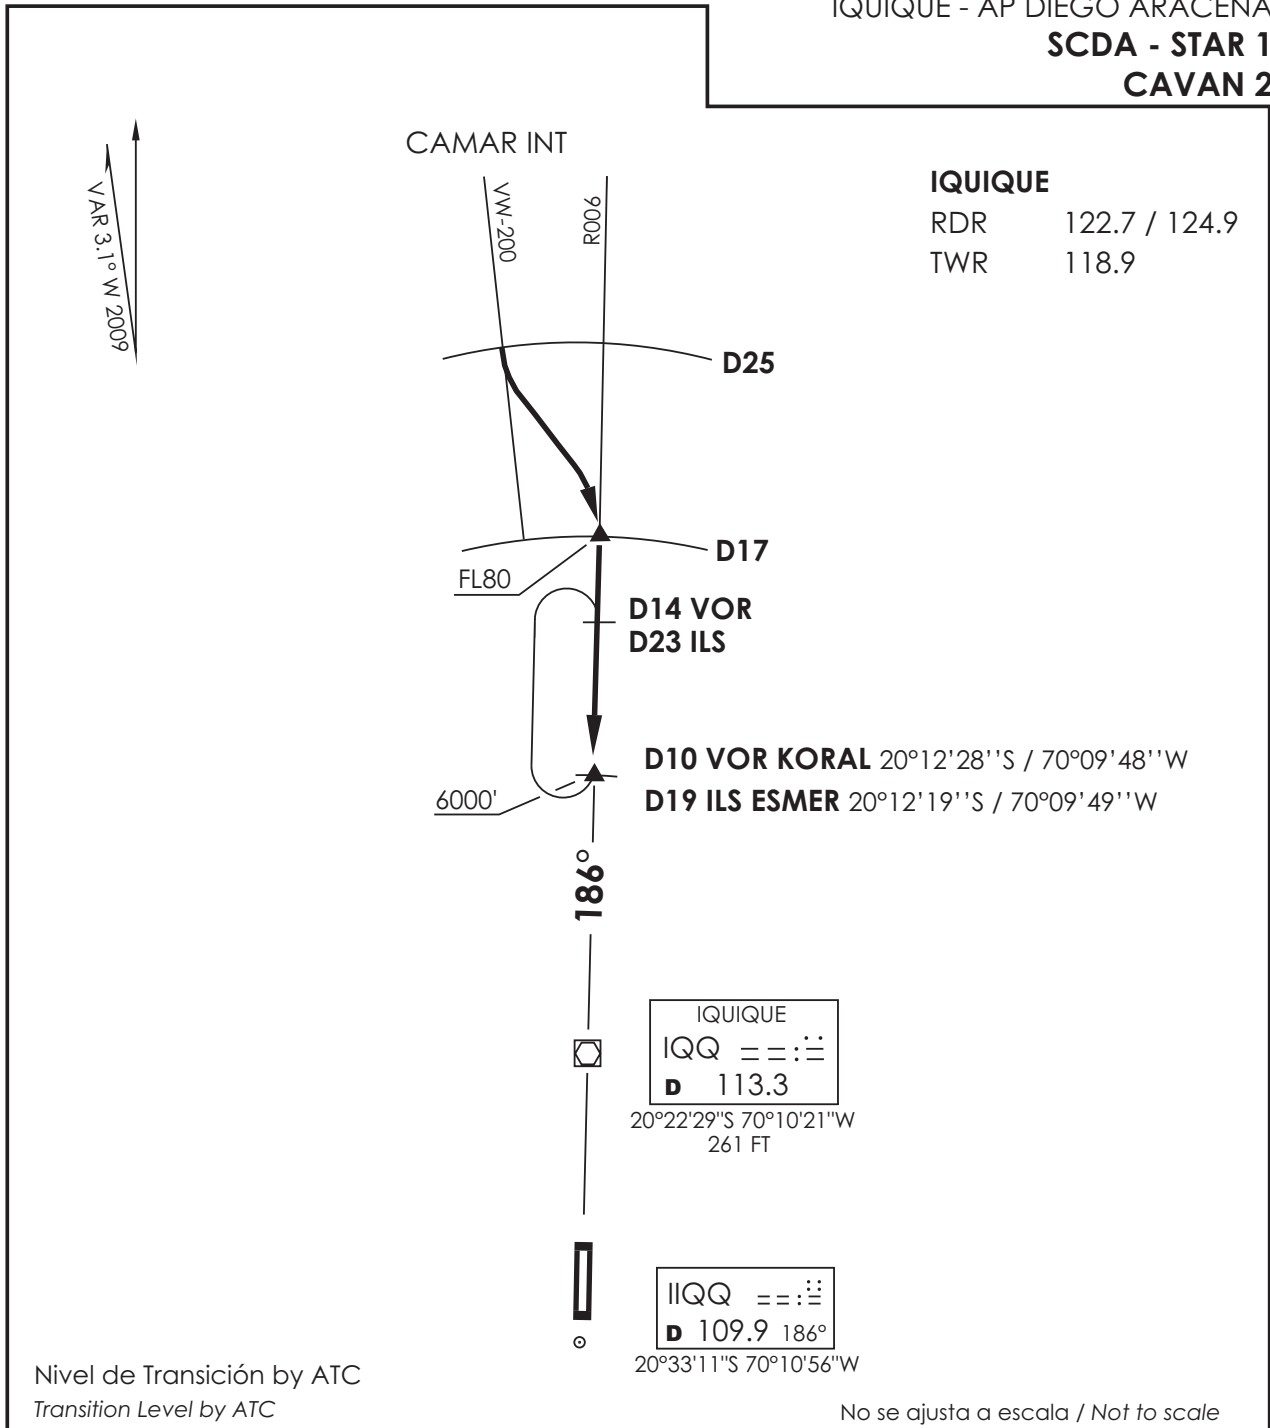 IQUIQUE - AP DIEGO ARACENA
SCDA - STAR 1
CAVAN 2
CAMAR INT
VAR 3.1° W 2009
VW-200
R006
IQUIQUE
RDR 122.7 / 124.9
TWR 118.9
D25
D17
FL80
D14 VOR
D23 ILS
D10 VOR KORAL 20°12'28''S / 70°09'48''W
6000'
D19 ILS ESMER 20°12'19''S / 70°09'49''W
186°
IQUIQUE
IQQ
D 113.3
20°22'29"S 70°10'21"W
261 FT
IIQQ
D 109.9 186°
20°33'11"S 70°10'56"W
Nivel de Transición by ATC
Transition Level by ATC
No se ajusta a escala / Not to scale